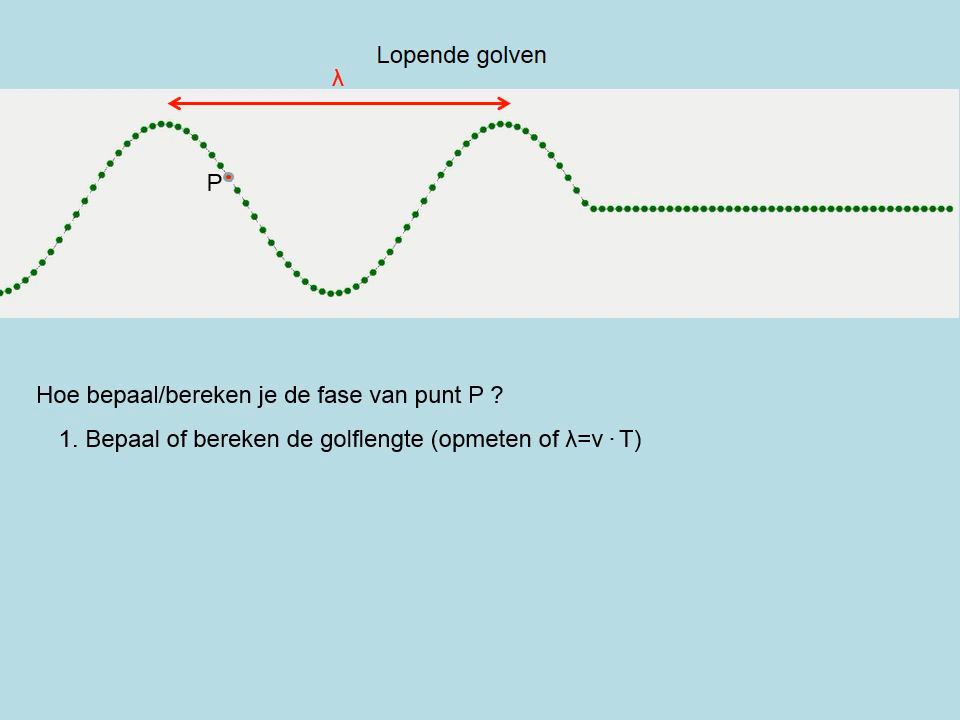 Lopende golven
λ
P
Hoe bepaal/bereken je de fase van punt P ?
1. Bepaal of bereken de golflengte (opmeten of λ=v · T)